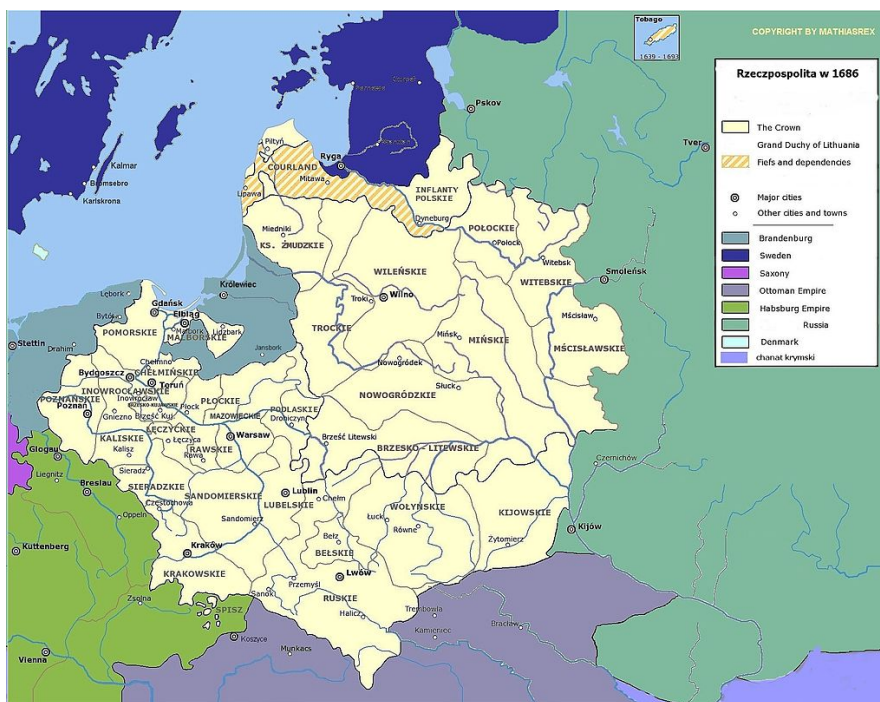 Tobago
1639 - 1693
COPYRIGHT BY MATHIASREX
Rzeczpospolita w 1686
The Crown
Grand Duchy of Lithuania
Fiefs and dependencies
Major cities
Other cities and towns
Brandenburg
Sweden
Saxony
Ottoman Empire
Habsburg Empire
Russia
Denmark
chanat krymski
Pskov
Tver
Kalmar
Bromsebro
Karlskrona
Piltyń
Ryga
COURLAND
Mitawa
Lipawa
INFLANTY
POLSKIE
Dyneburg
POŁOCKIE
Połock
Miedniki
KS. ŻMUDZKIE
Witebsk
WITEBSKIE
Smoleńsk
WILEŃSKIE
Królewiec
Troki
Wilno
Lębork
Gdańsk
Bytów
Elbląg
Malbork
Lidzbark
MALBORSKIE
POMORSKIE
TROCKIE
Mińsk
MIŃSKIE
Mścisław
MŚCISŁAWSKIE
Stettin
Drahim
Jansbork
Nowogródek
Chełmno
CHEŁMIŃSKIE
Bydgoszcz
Toruń
Słuck
INOWROCŁAWSKIE
Inowrocław
NOWOGRÓDZKIE
POZNAŃSKIE
Poznań
Gniezno
BRZESKO-KUJAWSKIE
Brześć Kuj.
Płock
PŁOCKIE
MAZOWIECKIE
PODLASKIE
Drohiczyn
ŁĘCZYCKIE
Łęczyca
KALISKIE
Kalisz
Warsaw
Brześć Litewski
BRZESKO - LITEWSKIE
RAWSKIE
Rawa
Glogau
Sieradz
Czernichów
Liegnitz
Breslau
SIERADZKIE
SANDOMIERSKIE
Lublin
LUBELSKIE
Chełm
Częstochowa
Oppeln
Sandomierz
WOŁYŃSKIE
Łuck
Równe
KIJOWSKIE
Kijów
Bełz
BEŁSKIE
Żytomierz
Kuttenberg
Kraków
KRAKOWSKIE
Lwów
Przemyśl
Sanok
RUSKIE
Halicz
Trembowla
Zsolna
SPISZ
Bracław
Kamieniec
Koszyce
Munkacs
Vienna